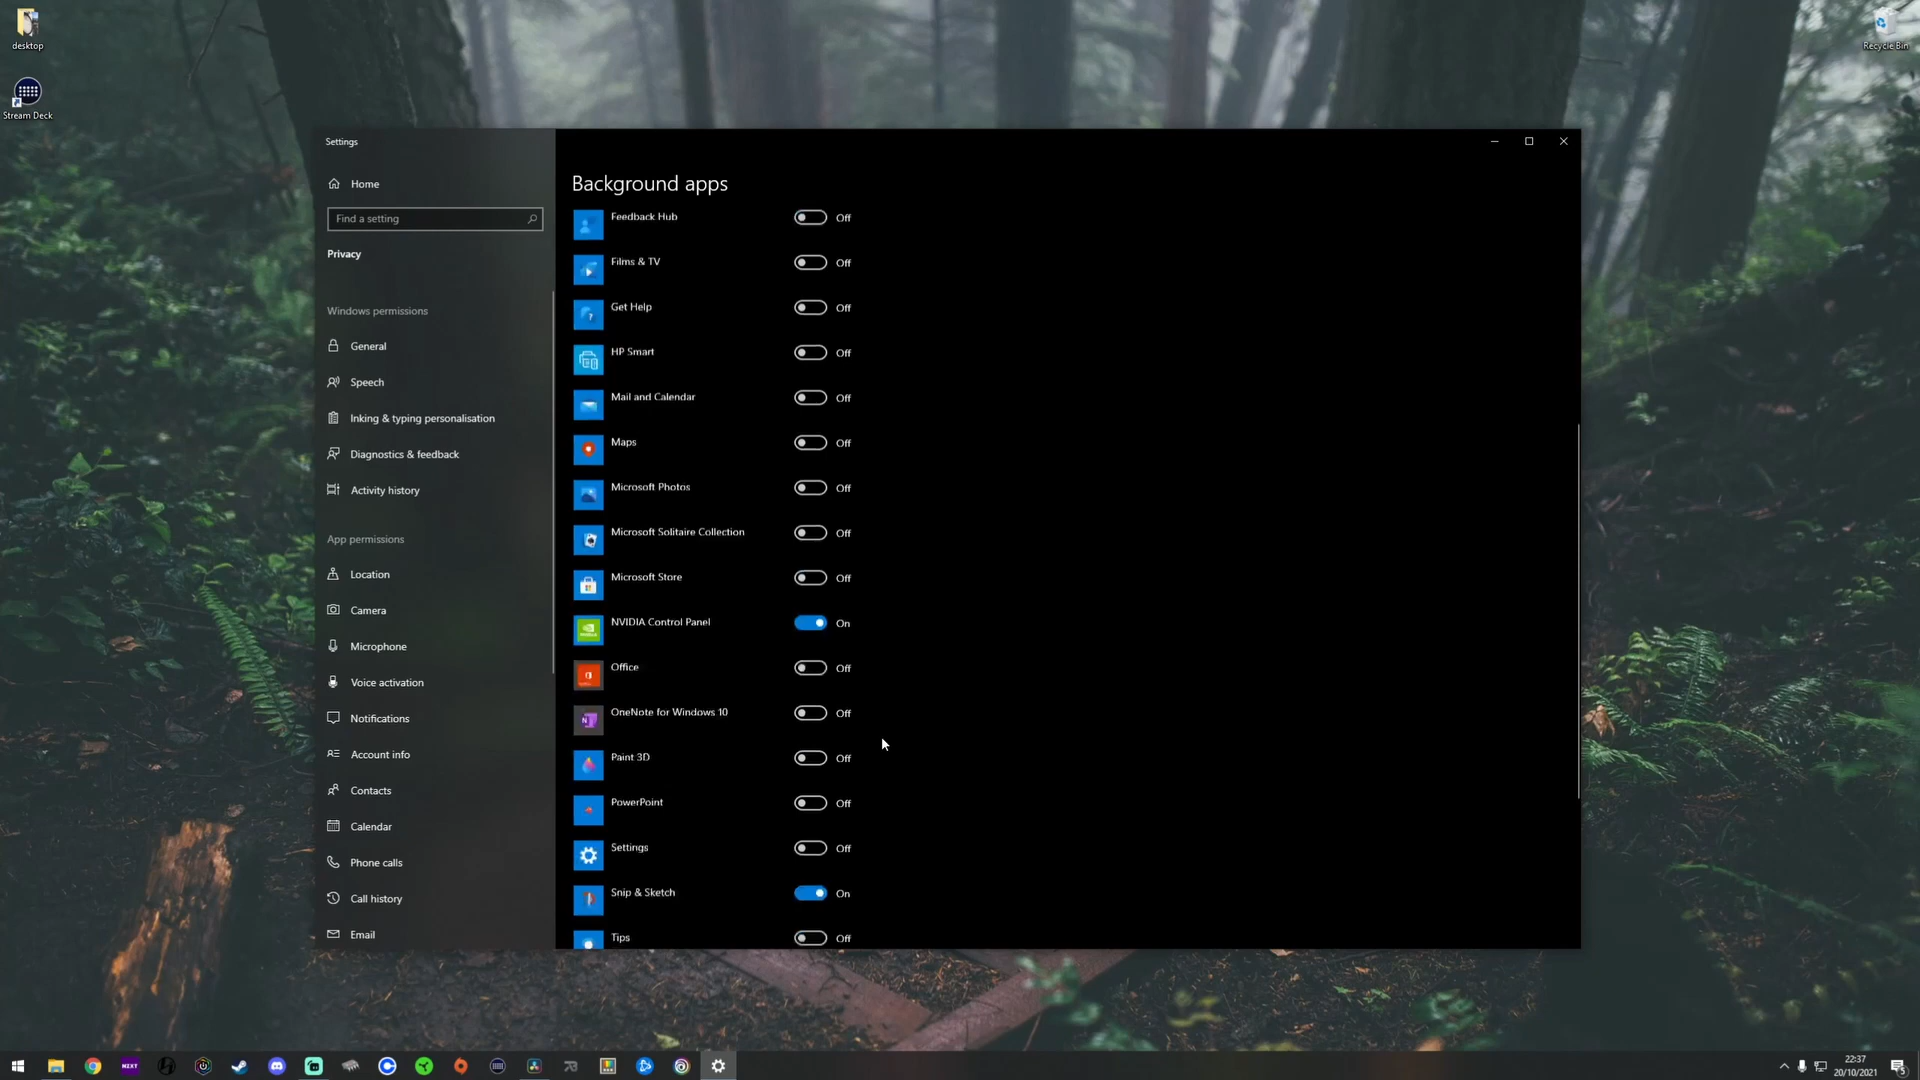 desktop
Recycle Bin
Stream Deck
Settings
Home
Find a setting
Privacy
Windows permissions
General
Speech
Inking & typing personalisation
Diagnostics & feedback
Activity history
App permissions
Location
Camera
Microphone
Voice activation
Notifications
Account info
Contacts
Calendar
Phone calls
Call history
Email
Background apps
Feedback Hub Off
Films & TV Off
Get Help Off
HP Smart Off
Mail and Calendar Off
Maps Off
Microsoft Photos Off
Microsoft Solitaire Collection Off
Microsoft Store Off
NVIDIA Control Panel On
Office Off
OneNote for Windows 10 Off
Paint 3D Off
PowerPoint Off
Settings Off
Snip & Sketch On
Tips Off
NZXT
22:37
20/10/2021